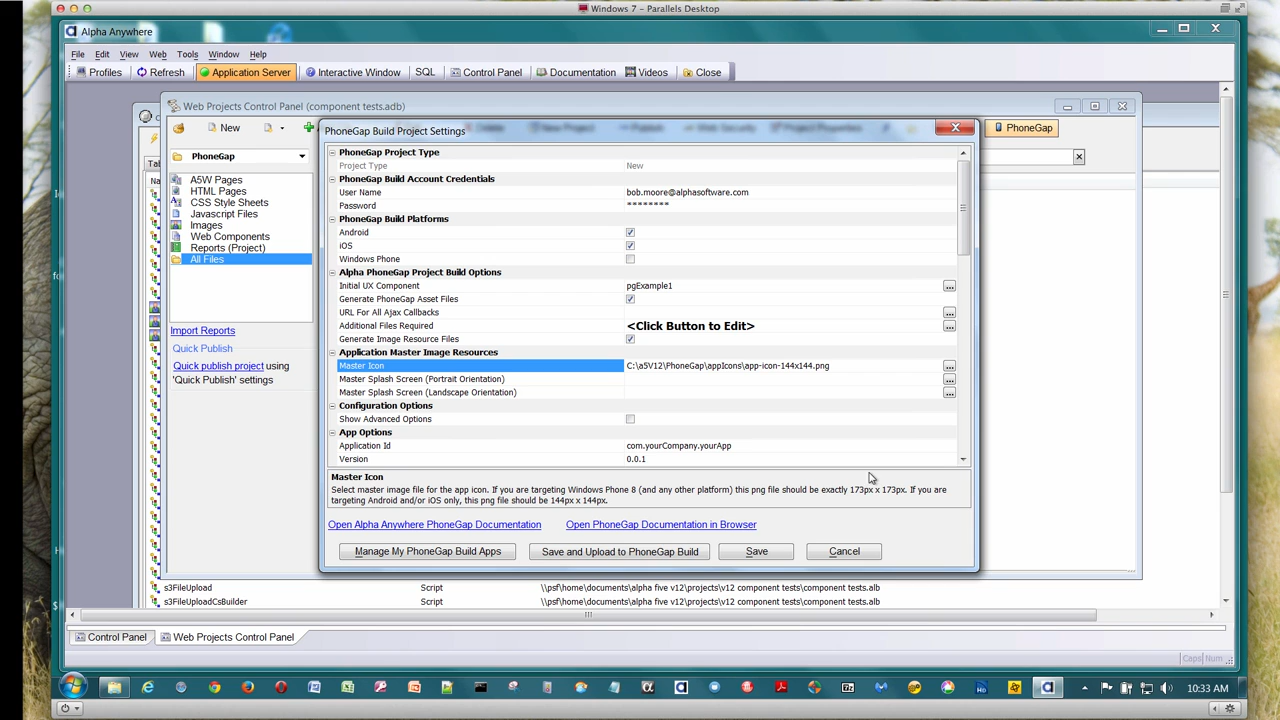 Windows 7 - Parallels Desktop
Alpha Anywhere
File Edit View Web Tools Window Help
Profiles Refresh Application Server Interactive Window SQL Control Panel Documentation Videos Close
Web Projects Control Panel (component tests.adb)
New
PhoneGap
PhoneGap
A5W Pages
HTML Pages
CSS Style Sheets
Javascript Files
Images
Web Components
Reports (Project)
All Files
Import Reports
Quick Publish
Quick publish project using
'Quick Publish' settings
PhoneGap Build Project Settings
PhoneGap Project Type
Project Type New
PhoneGap Build Account Credentials
User Name bob.moore@alphasoftware.com
Password ********
PhoneGap Build Platforms
Android
iOS
Windows Phone
Alpha PhoneGap Project Build Options
Initial UX Component pgExample1
Generate PhoneGap Asset Files
URL For All Ajax Callbacks
Additional Files Required <Click Button to Edit>
Generate Image Resource Files
Application Master Image Resources
Master Icon C:\a5V12\PhoneGap\appIcons\app-icon-144x144.png
Master Splash Screen (Portrait Orientation)
Master Splash Screen (Landscape Orientation)
Configuration Options
Show Advanced Options
App Options
Application Id com.yourCompany.yourApp
Version 0.0.1
Master Icon
Select master image file for the app icon. If you are targeting Windows Phone 8 (and any other platform) this png file should be exactly 173px x 173px. If you are
targeting Android and/or iOS only, this png file should be 144px x 144px.
Open Alpha Anywhere PhoneGap Documentation Open PhoneGap Documentation in Browser
Manage My PhoneGap Build Apps Save and Upload to PhoneGap Build Save Cancel
s3FileUpload Script \\psf\home\documents\alpha five v12\projects\v12 component tests\component tests.alb
s3FileUploadCsBuilder Script \\psf\home\documents\alpha five v12\projects\v12 component tests\component tests.alb
Control Panel Web Projects Control Panel
Caps Num
10:33 AM